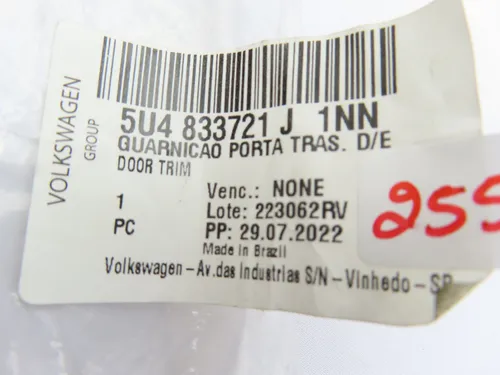 VOLKSWAGEN
GROUP
5U4 833721 J 1NN
QUARNICAO PORTA TRAS. D/E
DOOR TRIM
1
PC
Venc.: NONE
Lote: 223062RV
PP: 29.07.2022
Made in Brazil
Volkswagen-Av.das Industrias S/N-Vinhedo-SP
255